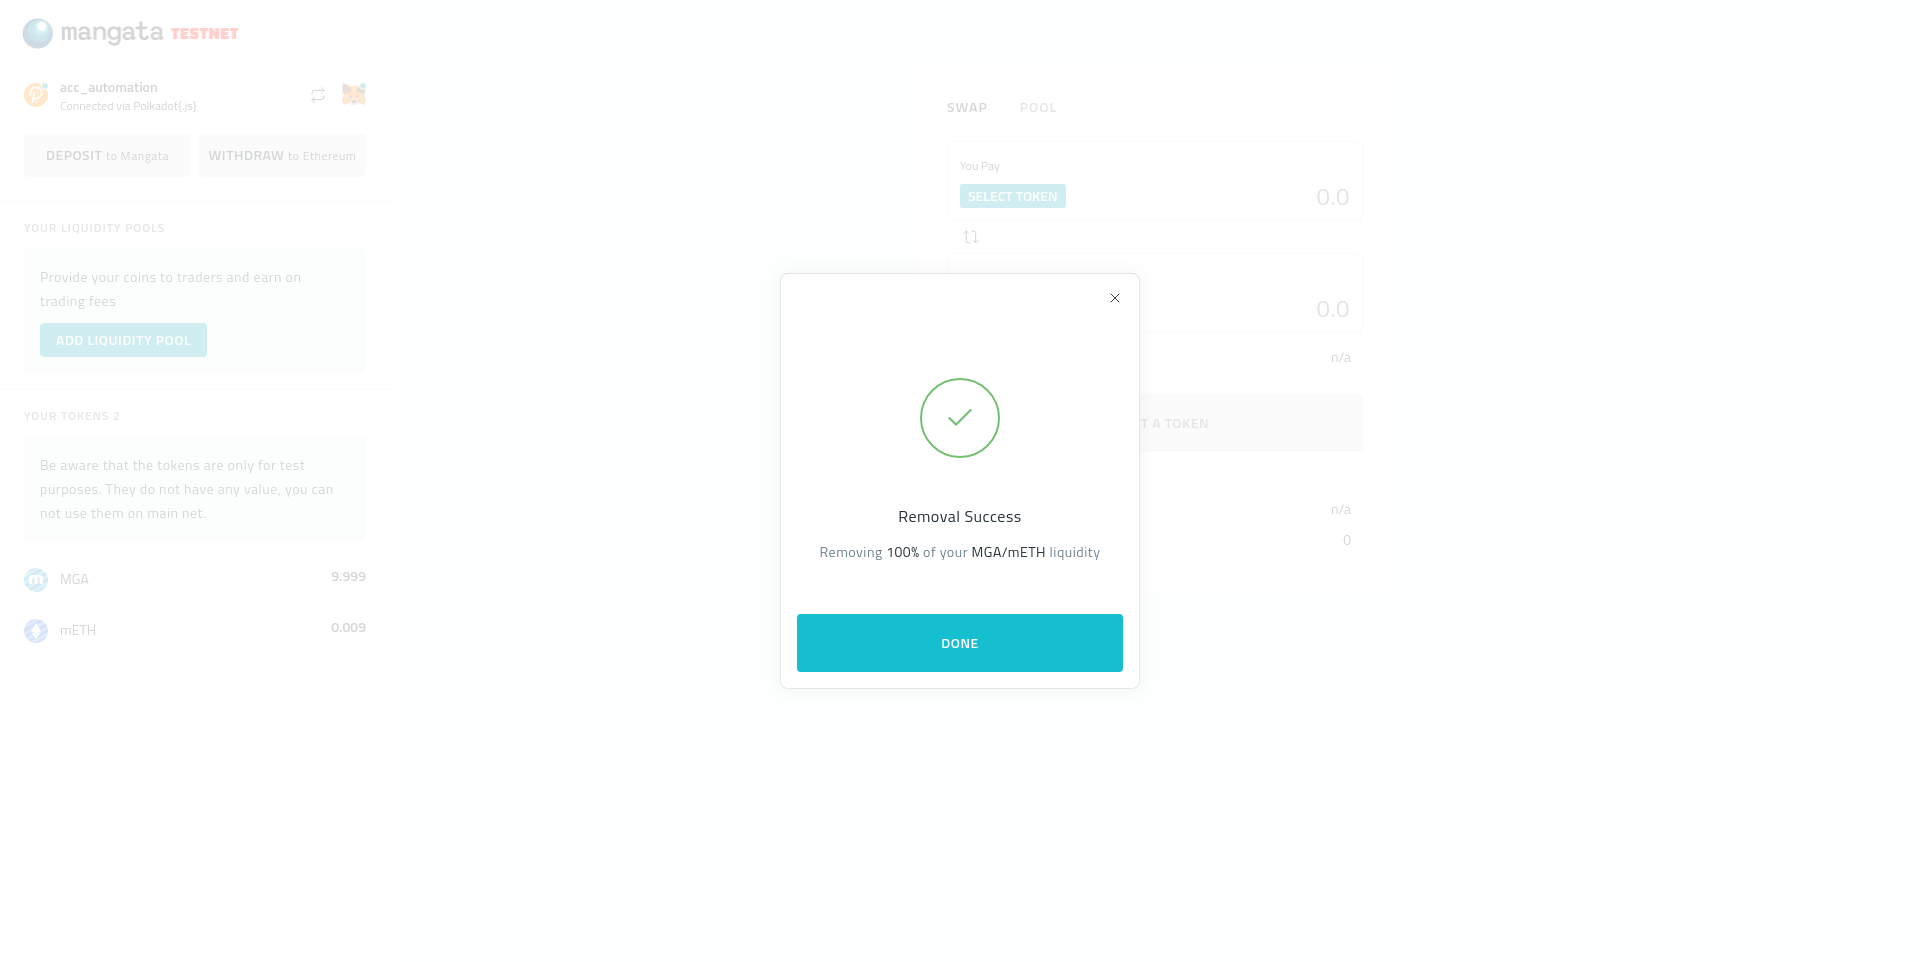 mangata TESTNET
acc_automation
Connected via Polkadot{.js}
DEPOSIT to Mangata
WITHDRAW to Ethereum
YOUR LIQUIDITY POOLS
Provide your coins to traders and earn on
trading fees
ADD LIQUIDITY POOL
YOUR TOKENS 2
Be aware that the tokens are only for test
purposes. They do not have any value, you can
not use them on main net.
MGA
9.999
mETH
0.009
SWAP
POOL
You Pay
SELECT TOKEN
0.0
0.0
n/a
T A TOKEN
n/a
0
Removal Success
Removing 100% of your MGA/mETH liquidity
DONE